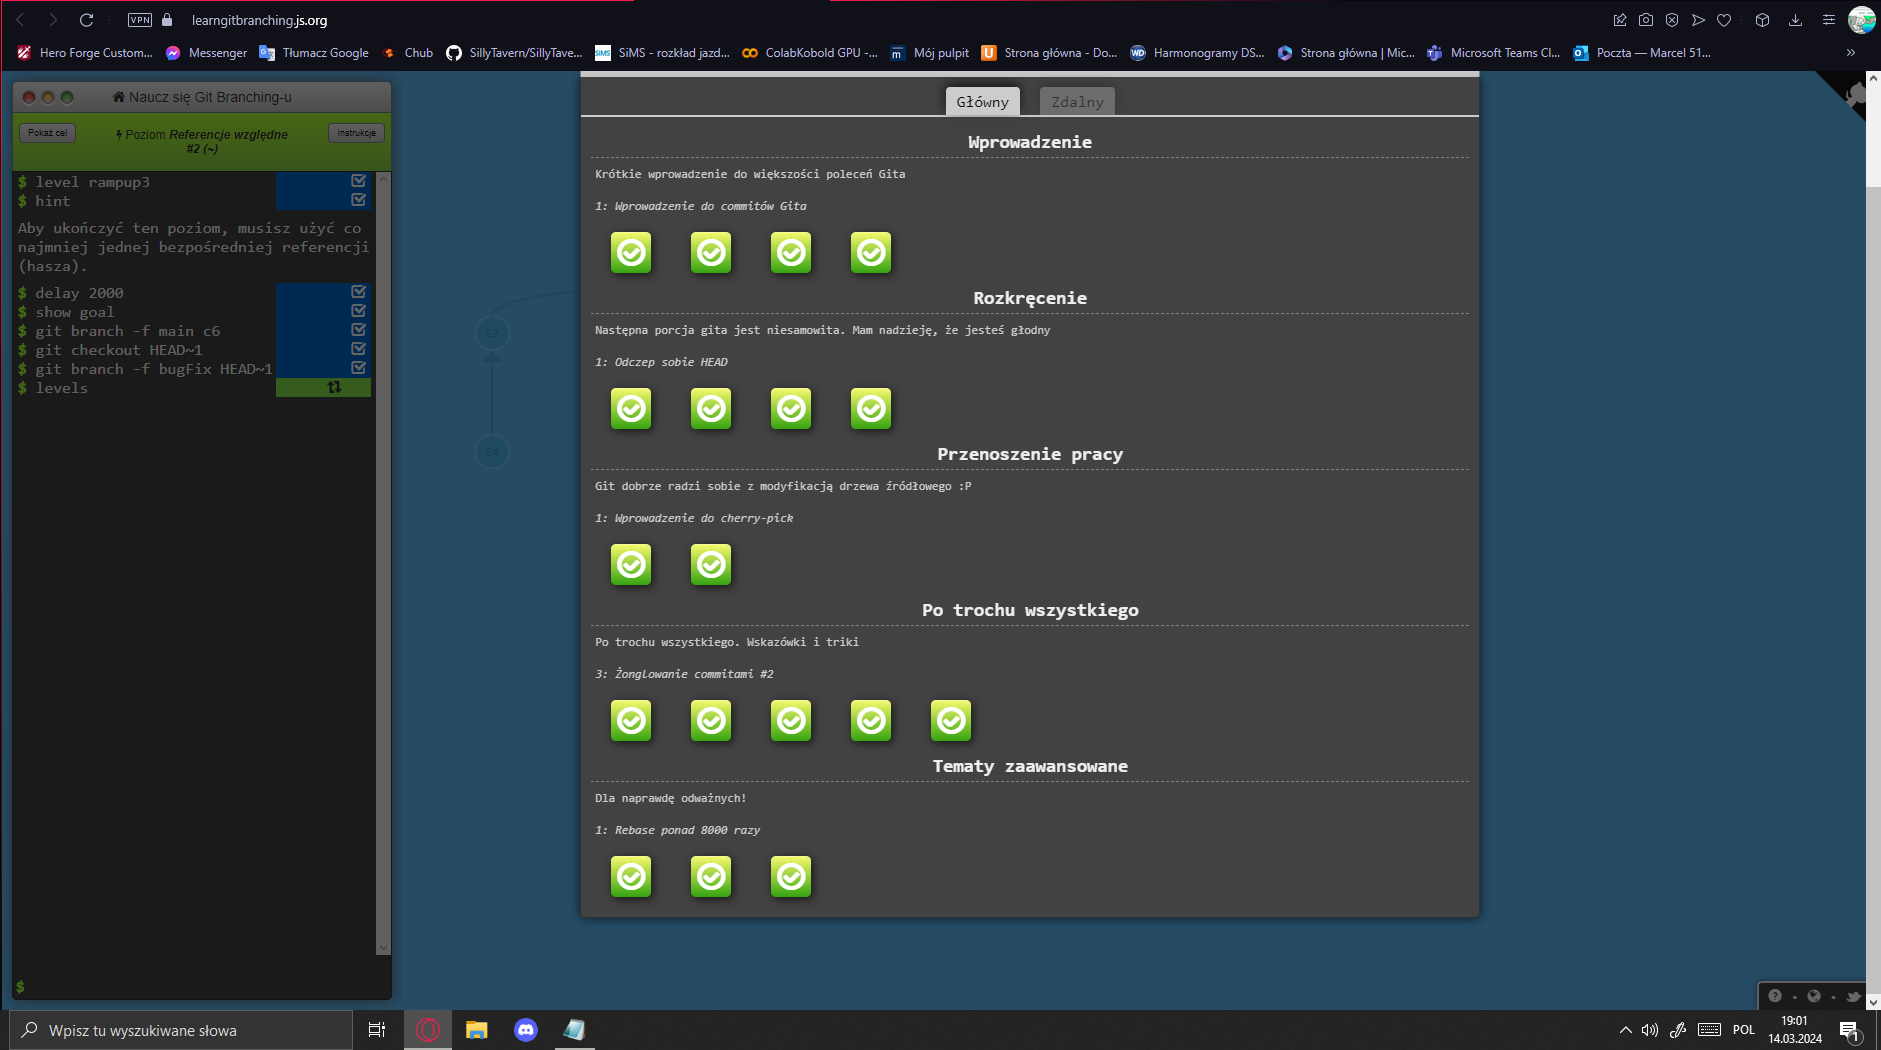 VPN
learngitbranching.js.org
Hero Forge Custom...
Messenger
Tłumacz Google
Chub
SillyTavern/SillyTave...
SiMS - rozkład jazd...
ColabKobold GPU -...
Mój pulpit
Strona główna - Do...
Harmonogramy DS...
Strona główna | Mic...
Microsoft Teams Cl...
Poczta — Marcel 51...
Naucz się Git Branching-u
Pokaż cel
Poziom Referencje względne
#2 (~)
Instrukcje
$ level rampup3
$ hint
Aby ukończyć ten poziom, musisz użyć co
najmniej jednej bezpośredniej referencji
(hasza).
$ delay 2000
$ show goal
$ git branch -f main c6
$ git checkout HEAD~1
$ git branch -f bugFix HEAD~1
$ levels
$
C2
C4
Główny
Zdalny
Wprowadzenie
Krótkie wprowadzenie do większości poleceń Gita
1: Wprowadzenie do commitów Gita
Rozkręcenie
Następna porcja gita jest niesamowita. Mam nadzieję, że jesteś głodny
1: Odczep sobie HEAD
Przenoszenie pracy
Git dobrze radzi sobie z modyfikacją drzewa źródłowego :P
1: Wprowadzenie do cherry-pick
Po trochu wszystkiego
Po trochu wszystkiego. Wskazówki i triki
3: Żonglowanie commitami #2
Tematy zaawansowane
Dla naprawdę odważnych!
1: Rebase ponad 8000 razy
Wpisz tu wyszukiwane słowa
POL
19:01
14.03.2024
1